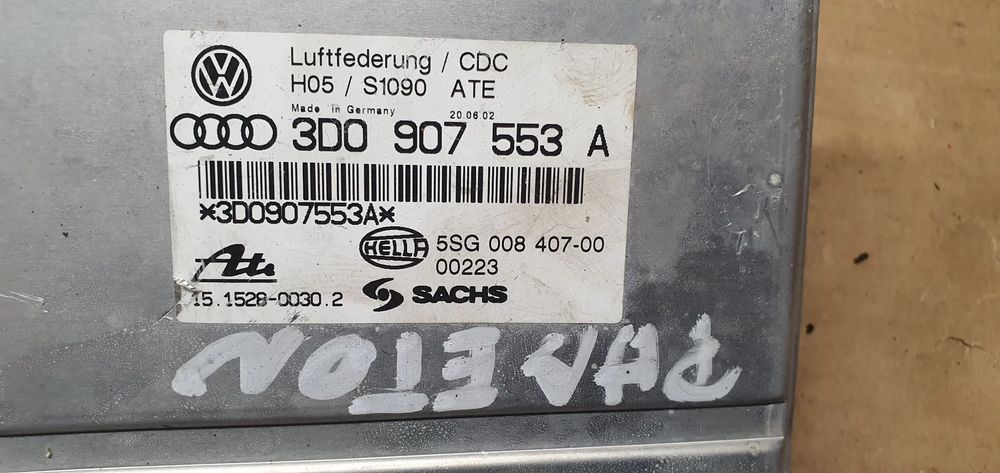 Luftfederung / CDC
H05 / S1090 ATE
Made in Germany 20.06.02
3D0 907 553 A
*3D0907553A*
HELLA 5SG 008 407-00
00223
Ate
15.1528-0030.2
SACHS
PHAETON